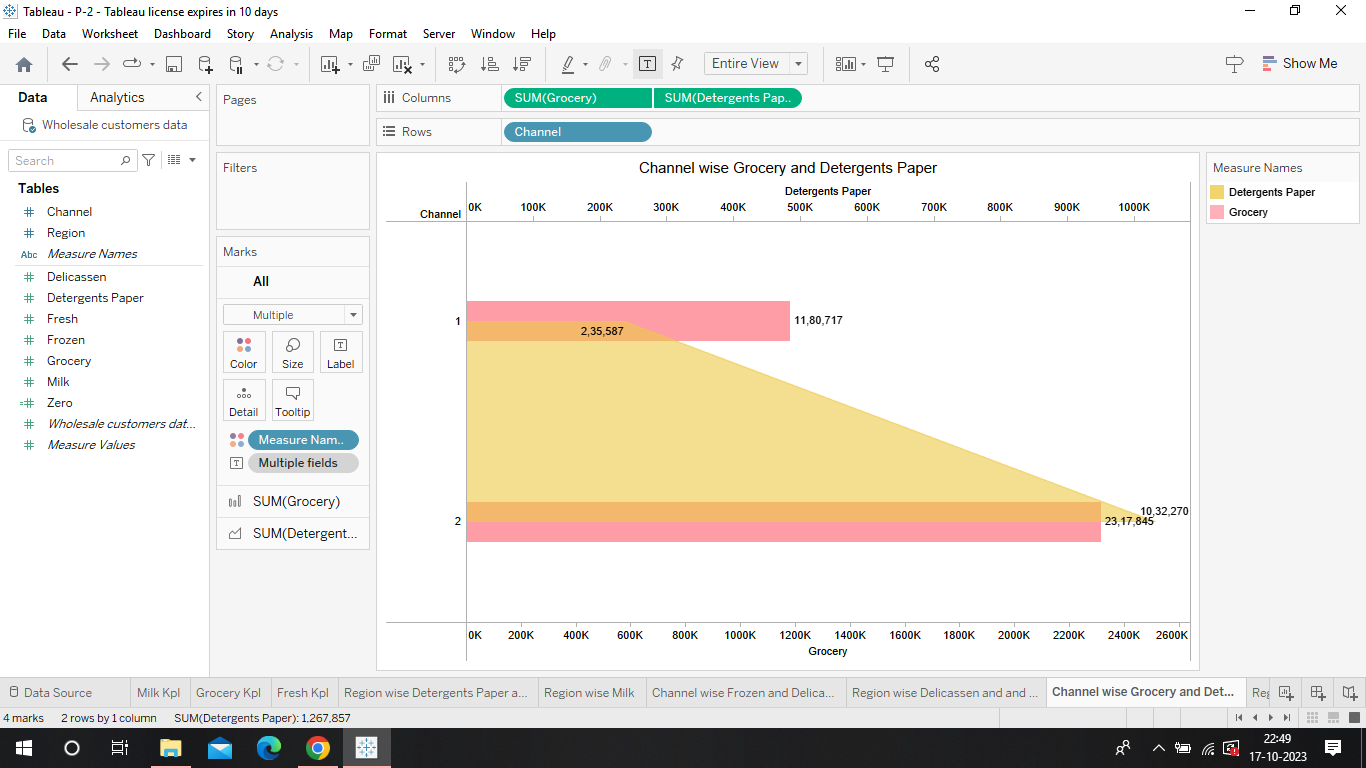 Tableau - P-2 - Tableau license expires in 10 days
File Data Worksheet Dashboard Story Analysis Map Format Server Window Help
Entire View
Show Me
Data Analytics
Wholesale customers data
Search
Tables
Channel
Region
Abc Measure Names
Delicassen
Detergents Paper
Fresh
Frozen
Grocery
Milk
Zero
Wholesale customers dat...
Measure Values
Pages
Filters
Marks
All
Multiple
Color Size Label
Detail Tooltip
Measure Nam..
Multiple fields
SUM(Grocery)
SUM(Detergent...
Columns SUM(Grocery) SUM(Detergents Pap..
Rows Channel
Channel wise Grocery and Detergents Paper
Detergents Paper
Channel 0K 100K 200K 300K 400K 500K 600K 700K 800K 900K 1000K
1 11,80,717
2,35,587
10,32,270
2 23,17,845
0K 200K 400K 600K 800K 1000K 1200K 1400K 1600K 1800K 2000K 2200K 2400K 2600K
Grocery
Measure Names
Detergents Paper
Grocery
Data Source Milk Kpl Grocery Kpl Fresh Kpl Region wise Detergents Paper a... Region wise Milk Channel wise Frozen and Delica... Region wise Delicassen and and ... Channel wise Grocery and Det... Reg
4 marks 2 rows by 1 column SUM(Detergents Paper): 1,267,857
22:49
17-10-2023